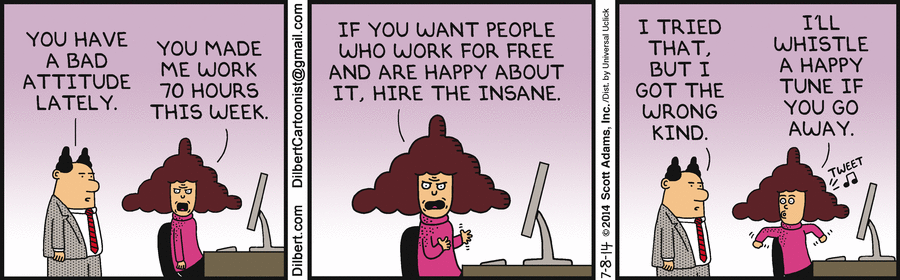 YOU HAVE
A BAD
ATTITUDE
LATELY.
YOU MADE
ME WORK
70 HOURS
THIS WEEK.
Dilbert.com DilbertCartoonist@gmail.com
IF YOU WANT PEOPLE
WHO WORK FOR FREE
AND ARE HAPPY ABOUT
IT, HIRE THE INSANE.
7-8-14 ©2014 Scott Adams, Inc./Dist. by Universal Uclick
I TRIED
THAT,
BUT I
GOT THE
WRONG
KIND.
I'LL
WHISTLE
A HAPPY
TUNE IF
YOU GO
AWAY.
TWEET